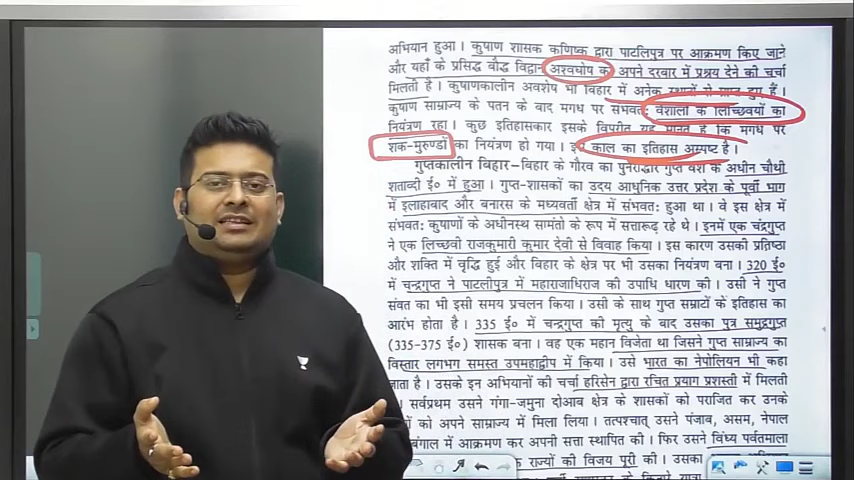 अभियान हुआ । कुषाण शासक कणिष्क द्वारा पाटलिपुत्र पर आक्रमण किए जाने
और यहाँ के प्रसिद्ध बौद्ध विद्वान अश्वघोष क अपने दरबार में प्रश्रय देने की चर्चा
मिलती है । कुषाणकालीन अवशेष भी बिहार में अनेक स्थानों से प्राप्त हुए हैं ।
कुषाण साम्राज्य के पतन के बाद मगध पर संभवत: वैशाली के लिच्छवियों का
नियंत्रण रहा । कुछ इतिहासकार इसके विपरीत यह मानते हैं कि मगध पर
शक-मुरुण्डों का नियंत्रण हो गया । इस काल का इतिहास अस्पष्ट है ।
गुप्तकालीन बिहार–बिहार के गौरव का पुनरोद्धार गुप्त वंश के अधीन चौथी
शताब्दी ई० में हुआ । गुप्त-शासकों का उदय आधुनिक उत्तर प्रदेश के पूर्वी भाग
में इलाहाबाद और बनारस के मध्यवर्ती क्षेत्र में संभवत: हुआ था । वे इस क्षेत्र में
संभवत: कुषाणों के अधीनस्थ सामंतो के रूप में सत्तारूढ़ रहे थे । इनमें एक चंद्रगुप्त
ने एक लिच्छवी राजकुमारी कुमार देवी से विवाह किया । इस कारण उसकी प्रतिष्ठा
और शक्ति में वृद्धि हुई और बिहार के क्षेत्र पर भी उसका नियंत्रण बना । 320 ई०
में चन्द्रगुप्त ने पाटलीपुत्र में महाराजाधिराज की उपाधि धारण की । उसी ने गुप्त
संवत का भी इसी समय प्रचलन किया । उसी के साथ गुप्त सम्राटों के इतिहास का
आरंभ होता है । 335 ई० में चन्द्रगुप्त की मृत्यु के बाद उसका पुत्र समुद्रगुप्त
(335-375 ई०) शासक बना । वह एक महान विजेता था जिसने गुप्त साम्राज्य का
विस्तार लगभग समस्त उपमहाद्वीप में किया । उसे भारत का नेपोलियन भी कहा
जाता है । उसके इन अभियानों की चर्चा हरिसेन द्वारा रचित प्रयाग प्रशस्ती में मिलती
सर्वप्रथम उसने गंगा-जमुना दोआब क्षेत्र के शासकों को पराजित कर उनके
को अपने साम्राज्य में मिला लिया । तत्पश्चात् उसने पंजाब, असम, नेपाल
बंगाल में आक्रमण कर अपनी सत्ता स्थापित की । फिर उसने विंध्य पर्वतमाला
के राज्यों की विजय पूरी की । उसका